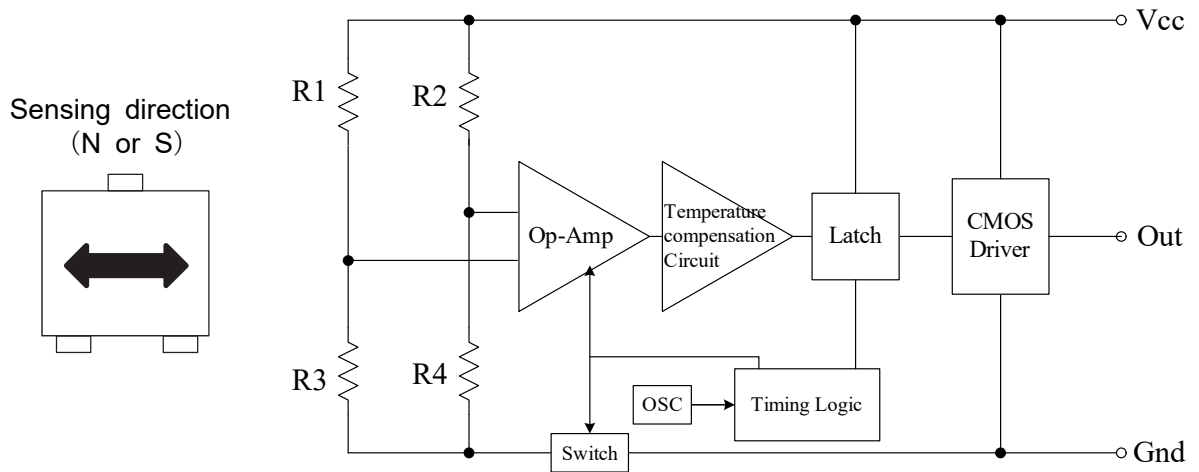 Sensing direction
（N or S）
Vcc
R1
R2
Op-Amp
Temperature
compensation
Circuit
Latch
CMOS
Driver
Out
R3
R4
OSC
Timing Logic
Switch
Gnd